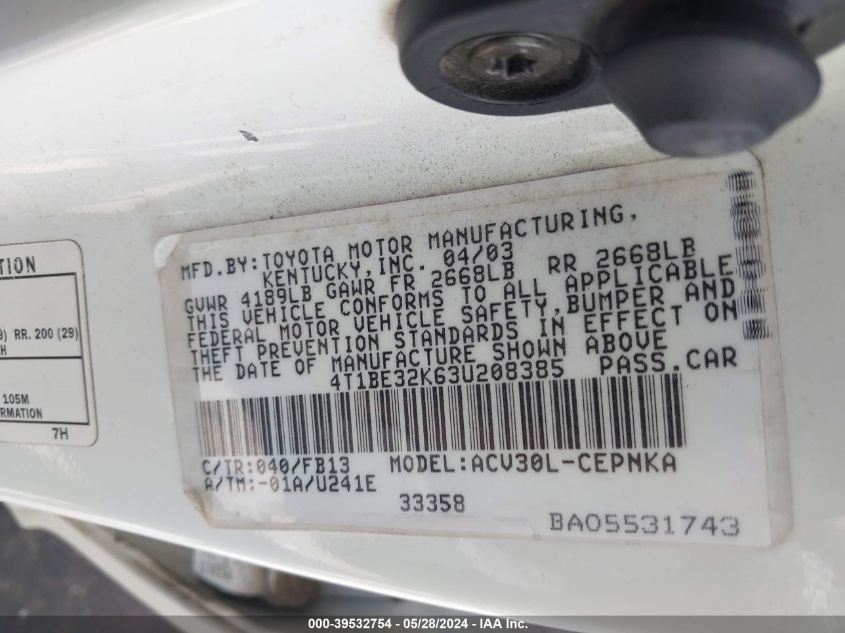 MFD.BY:TOYOTA MOTOR MANUFACTURING,
KENTUCKY,INC. 04/03
GVWR 4189LB GAWR FR 2668LB RR 2668LB
THIS VEHICLE CONFORMS TO ALL APPLICABLE
FEDERAL MOTOR VEHICLE SAFETY,BUMPER AND
THEFT PREVENTION STANDARDS IN EFFECT ON
THE DATE OF MANUFACTURE SHOWN ABOVE
4T1BE32K63U208385 PASS.CAR
C/TR:040/FB13 MODEL:ACV30L-CEPNKA
A/TM:-01A/U241E
33358
BA05531743
RR. 200 (29)
105M
7H
000-39532754 - 05/28/2024 - IAA Inc.